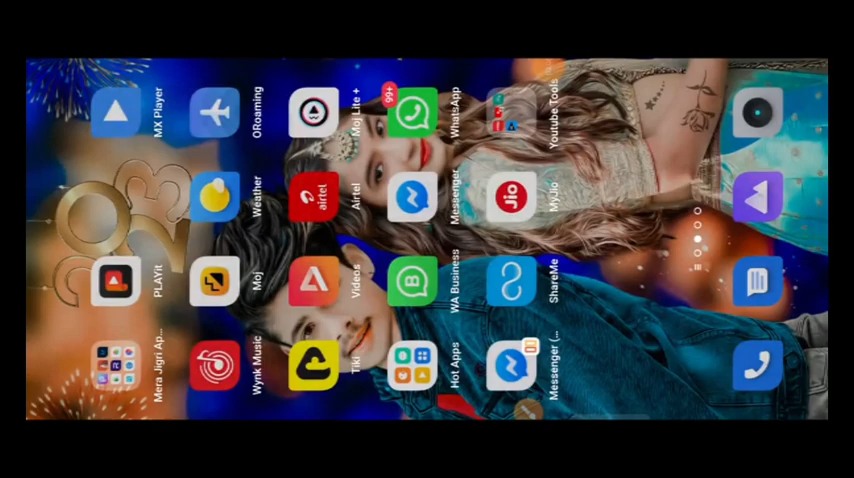 2023
Mera Jigri Ap... PLAYit MX Player
Wynk Music Moj Weather ORoaming
airtel
Tiki Videos Airtel Moj Lite +
B 99+
Hot Apps WA Business Messenger WhatsApp
Jio
Messenger (... ShareMe MyJio Youtube Tools